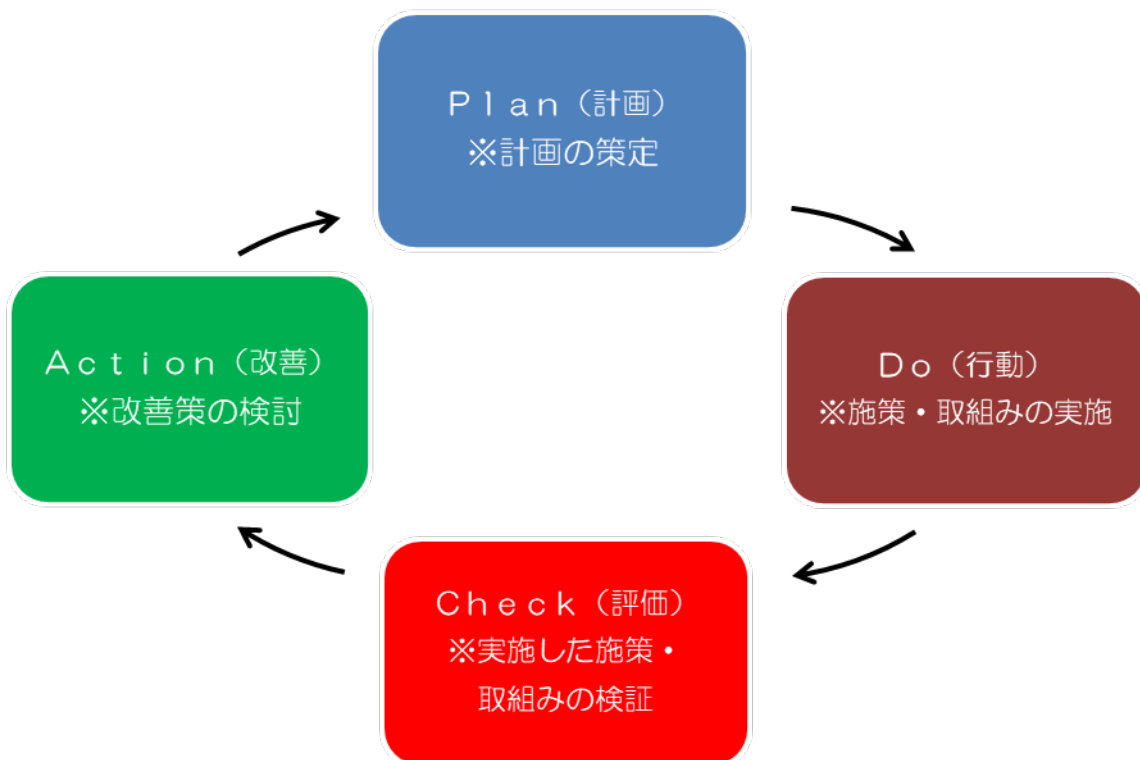 Ｐｌａｎ（計画）
※計画の策定
Ａｃｔｉｏｎ（改善）
※改善策の検討
Ｄｏ（行動）
※施策・取組みの実施
Ｃｈｅｃｋ（評価）
※実施した施策・
取組みの検証